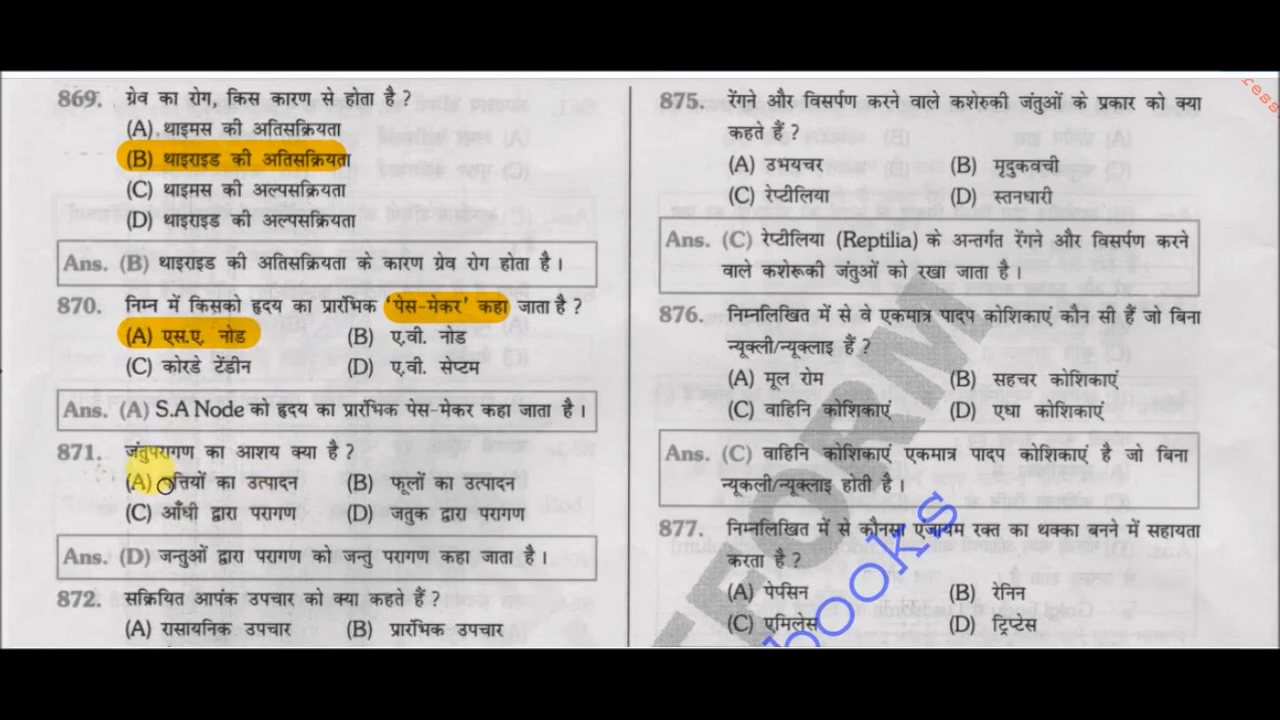 869. ग्रेव का रोग, किस कारण से होता है ?
(A) थाइमस की अतिसक्रियता
(B) थाइराइड की अतिसक्रियता
(C) थाइमस की अल्पसक्रियता
(D) थाइराइड की अल्पसक्रियता
Ans. (B) थाइराइड की अतिसक्रियता के कारण ग्रेव रोग होता है ।
870. निम्न में किसको हृदय का प्रारंभिक ‘पेस-मेकर’ कहा जाता है ?
(A) एस.ए. नोड (B) ए.वी. नोड
(C) कोरडे टेंडीन (D) ए.वी. सेप्टम
Ans. (A) S.A Node को हृदय का प्रारंभिक पेस-मेकर कहा जाता है ।
871. जंतुपरागण का आशय क्या है ?
(A) पत्तियों का उत्पादन (B) फूलों का उत्पादन
(C) आँधी द्वारा परागण (D) जंतुक द्वारा परागण
Ans. (D) जन्तुओं द्वारा परागण को जन्तु परागण कहा जाता है ।
872. सक्रियित आपंक उपचार को क्या कहते हैं ?
(A) रासायनिक उपचार (B) प्रारंभिक उपचार
875. रेंगने और विसर्पण करने वाले कशेरुकी जंतुओं के प्रकार को क्या
कहते हैं ?
(A) उभयचर (B) मृदुकवची
(C) रेप्टीलिया (D) स्तनधारी
Ans. (C) रेप्टीलिया (Reptilia) के अन्तर्गत रेंगने और विसर्पण करने
वाले कशेरूकी जंतुओं को रखा जाता है ।
876. निम्नलिखित में से वे एकमात्र पादप कोशिकाएं कौन सी हैं जो बिना
न्यूक्ली/न्यूक्लाइ हैं ?
(A) मूल रोम (B) सहचर कोशिकाएं
(C) वाहिनि कोशिकाएं (D) एधा कोशिकाएं
Ans. (C) वाहिनि कोशिकाएं एकमात्र पादप कोशिकाएं है जो बिना
न्यूकली/न्यूक्लाइ होती है ।
877. निम्नलिखित में से कौनसा एंजायम रक्त का थक्का बनने में सहायता
करता है ?
(A) पेपसिन (B) रेनिन
(C) एमिलेस (D) ट्रिप्टेस
books